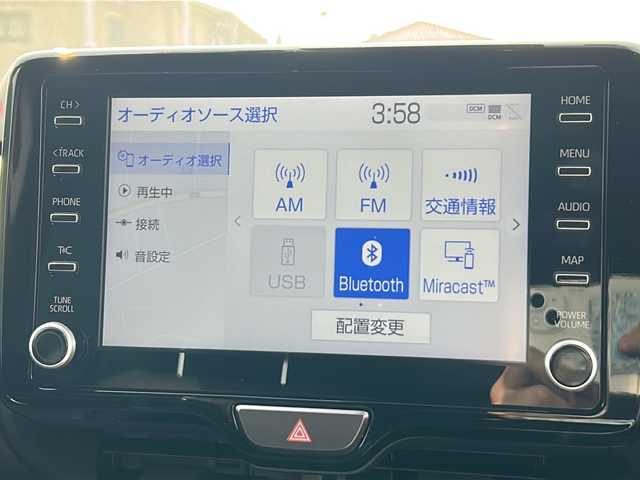 オーディオソース選択
3:58
DCM
DCM
オーディオ選択
再生中
接続
音設定
AM
FM
交通情報
USB
Bluetooth
Miracast™
配置変更
CH >
< TRACK
PHONE
T&C
TUNE
SCROLL
HOME
MENU
AUDIO
MAP
POWER
VOLUME